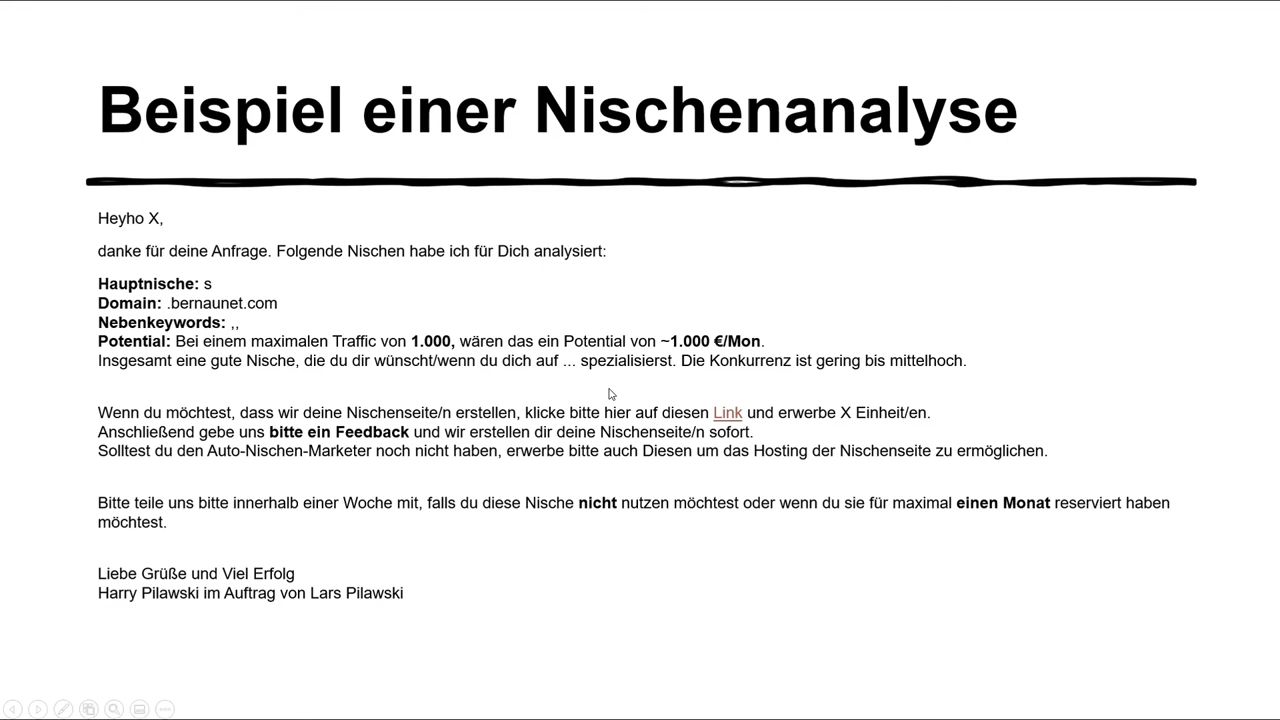 Beispiel einer Nischenanalyse
Heyho X,
danke für deine Anfrage. Folgende Nischen habe ich für Dich analysiert:
Hauptnische: s
Domain: .bernaunet.com
Nebenkeywords: ,,
Potential: Bei einem maximalen Traffic von 1.000, wären das ein Potential von ~1.000 €/Mon.
Insgesamt eine gute Nische, die du dir wünscht/wenn du dich auf ... spezialisierst. Die Konkurrenz ist gering bis mittelhoch.
Wenn du möchtest, dass wir deine Nischenseite/n erstellen, klicke bitte hier auf diesen Link und erwerbe X Einheit/en.
Anschließend gebe uns bitte ein Feedback und wir erstellen dir deine Nischenseite/n sofort.
Solltest du den Auto-Nischen-Marketer noch nicht haben, erwerbe bitte auch Diesen um das Hosting der Nischenseite zu ermöglichen.
Bitte teile uns bitte innerhalb einer Woche mit, falls du diese Nische nicht nutzen möchtest oder wenn du sie für maximal einen Monat reserviert haben
möchtest.
Liebe Grüße und Viel Erfolg
Harry Pilawski im Auftrag von Lars Pilawski